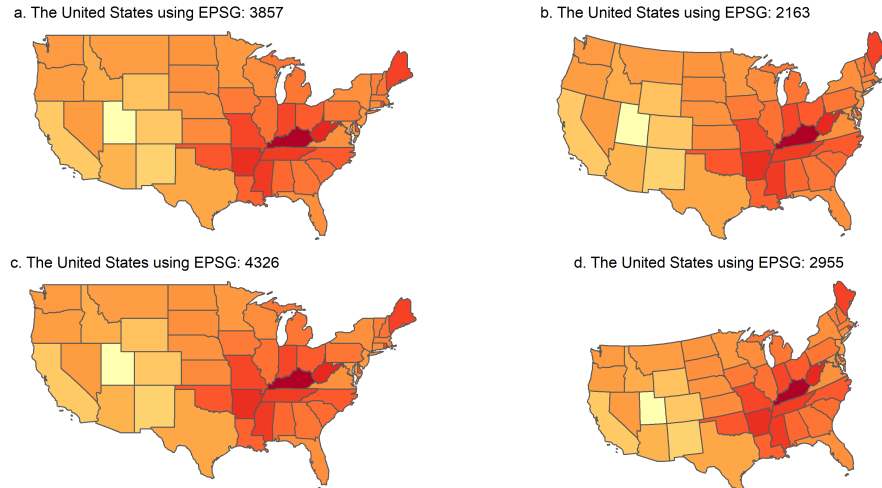 a. The United States using EPSG: 3857
b. The United States using EPSG: 2163
c. The United States using EPSG: 4326
d. The United States using EPSG: 2955